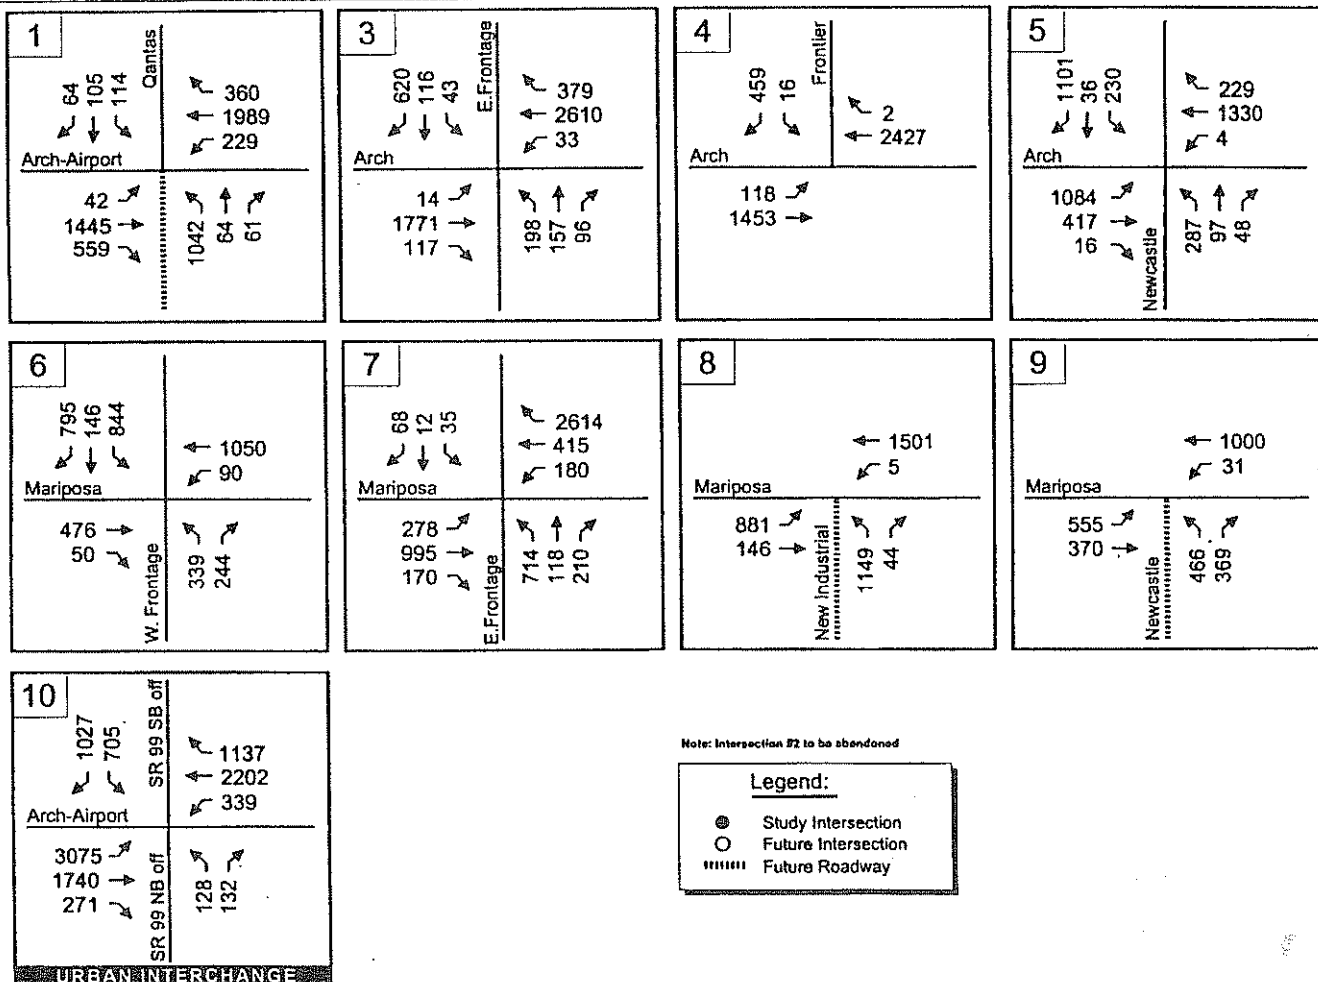 1
Qantas
64 105 114
360
1989
229
Arch-Airport
42
1445
559
1042 64 61
3
E.Frontage
620 116 43
379
2610
33
Arch
14
1771
117
198 157 96
4
Frontier
459 16
2
2427
Arch
118
1453
5
1101 36 230
229
1330
4
Arch
1084
417
16
Newcastle
287 97 48
6
795 146 844
1050
90
Mariposa
476
50
W. Frontage
339 244
7
68 12 35
2614
415
180
Mariposa
278
995
170
E.Frontage
714 118 210
8
1501
5
Mariposa
881
146
New Industrial
1149 44
9
1000
31
Mariposa
555
370
Newcastle
466 369
10
SR 99 SB off
1027 705
1137
2202
339
Arch-Airport
3075
1740
271
SR 99 NB off
128 132
URBAN INTERCHANGE
Note: Intersection #2 to be abandoned
Legend:
Study Intersection
Future Intersection
Future Roadway